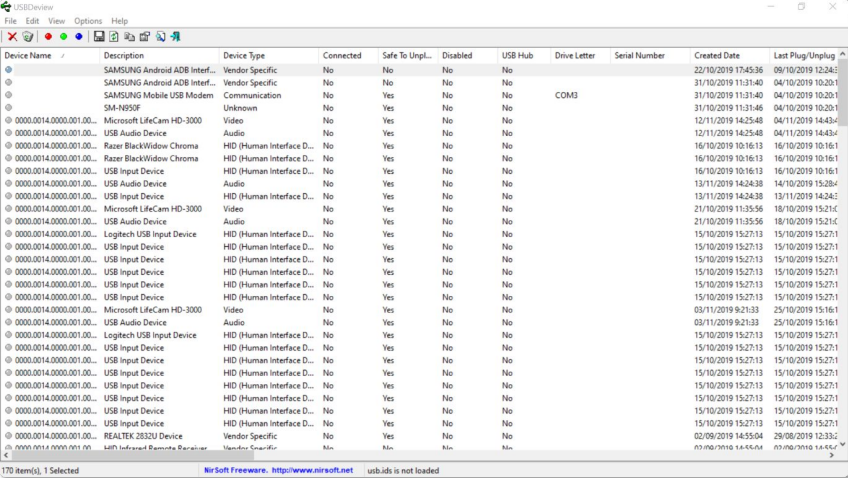 USBDeview
File Edit View Options Help
Device Name / Description Device Type Connected Safe To Unpl... Disabled USB Hub Drive Letter Serial Number Created Date Last Plug/Unplug
SAMSUNG Android ADB Interf... Vendor Specific No No No No 22/10/2019 17:45:36 09/10/2019 12:24:3
SAMSUNG Android ADB Interf... Vendor Specific No No No No 31/10/2019 11:31:40 04/10/2019 10:20:1
SAMSUNG Mobile USB Modem Communication No Yes No No COM3 31/10/2019 11:31:40 04/10/2019 10:20:1
SM-N950F Unknown No Yes No No 31/10/2019 11:31:46 04/10/2019 10:20:1
0000.0014.0000.001.00... Microsoft LifeCam HD-3000 Video No Yes No No 12/11/2019 14:25:48 04/11/2019 14:43:4
0000.0014.0000.001.00... USB Audio Device Audio No Yes No No 12/11/2019 14:25:48 04/11/2019 14:43:4
0000.0014.0000.001.00... Razer BlackWidow Chroma HID (Human Interface D... No Yes No No 16/10/2019 10:16:13 16/10/2019 10:16:1
0000.0014.0000.001.00... Razer BlackWidow Chroma HID (Human Interface D... No Yes No No 16/10/2019 10:16:13 16/10/2019 10:16:1
0000.0014.0000.001.00... USB Input Device HID (Human Interface D... No Yes No No 16/10/2019 10:16:13 16/10/2019 10:16:1
0000.0014.0000.001.00... USB Audio Device Audio No Yes No No 13/11/2019 14:24:38 14/10/2019 15:28:4
0000.0014.0000.001.00... USB Input Device HID (Human Interface D... No Yes No No 13/11/2019 14:24:38 13/11/2019 14:24:3
0000.0014.0000.001.00... Microsoft LifeCam HD-3000 Video No Yes No No 21/10/2019 11:35:56 18/10/2019 15:21:0
0000.0014.0000.001.00... USB Audio Device Audio No Yes No No 21/10/2019 11:35:56 18/10/2019 15:21:0
0000.0014.0000.001.00... Logitech USB Input Device HID (Human Interface D... No Yes No No 15/10/2019 15:27:13 15/10/2019 15:27:1
0000.0014.0000.001.00... USB Input Device HID (Human Interface D... No Yes No No 15/10/2019 15:27:13 15/10/2019 15:27:1
0000.0014.0000.001.00... USB Input Device HID (Human Interface D... No Yes No No 15/10/2019 15:27:13 15/10/2019 15:27:1
0000.0014.0000.001.00... USB Input Device HID (Human Interface D... No Yes No No 15/10/2019 15:27:13 15/10/2019 15:27:1
0000.0014.0000.001.00... USB Input Device HID (Human Interface D... No Yes No No 15/10/2019 15:27:13 15/10/2019 15:27:1
0000.0014.0000.001.00... USB Input Device HID (Human Interface D... No Yes No No 15/10/2019 15:27:13 15/10/2019 15:27:1
0000.0014.0000.001.00... Microsoft LifeCam HD-3000 Video No Yes No No 03/11/2019 9:21:33 25/10/2019 15:16:1
0000.0014.0000.001.00... USB Audio Device Audio No Yes No No 03/11/2019 9:21:33 25/10/2019 15:16:1
0000.0014.0000.001.00... Logitech USB Input Device HID (Human Interface D... No Yes No No 15/10/2019 15:27:13 15/10/2019 15:27:1
0000.0014.0000.001.00... USB Input Device HID (Human Interface D... No Yes No No 15/10/2019 15:27:13 15/10/2019 15:27:1
0000.0014.0000.001.00... USB Input Device HID (Human Interface D... No Yes No No 15/10/2019 15:27:13 15/10/2019 15:27:1
0000.0014.0000.001.00... USB Input Device HID (Human Interface D... No Yes No No 15/10/2019 15:27:13 15/10/2019 15:27:1
0000.0014.0000.001.00... USB Input Device HID (Human Interface D... No Yes No No 15/10/2019 15:27:13 15/10/2019 15:27:1
0000.0014.0000.001.00... USB Input Device HID (Human Interface D... No Yes No No 15/10/2019 15:27:13 15/10/2019 15:27:1
0000.0014.0000.001.00... USB Input Device HID (Human Interface D... No Yes No No 15/10/2019 15:27:13 15/10/2019 15:27:1
0000.0014.0000.001.00... USB Input Device HID (Human Interface D... No Yes No No 15/10/2019 15:27:13 15/10/2019 15:27:1
0000.0014.0000.001.00... REALTEK 2832U Device Vendor Specific No Yes No No 02/09/2019 14:55:04 29/08/2019 12:33:2
0000.0014.0000.001.00... HID Infrared Remote Receiver Vendor Specific No Yes No No 02/09/2019 14:55:04
170 item(s), 1 Selected NirSoft Freeware. http://www.nirsoft.net usb.ids is not loaded